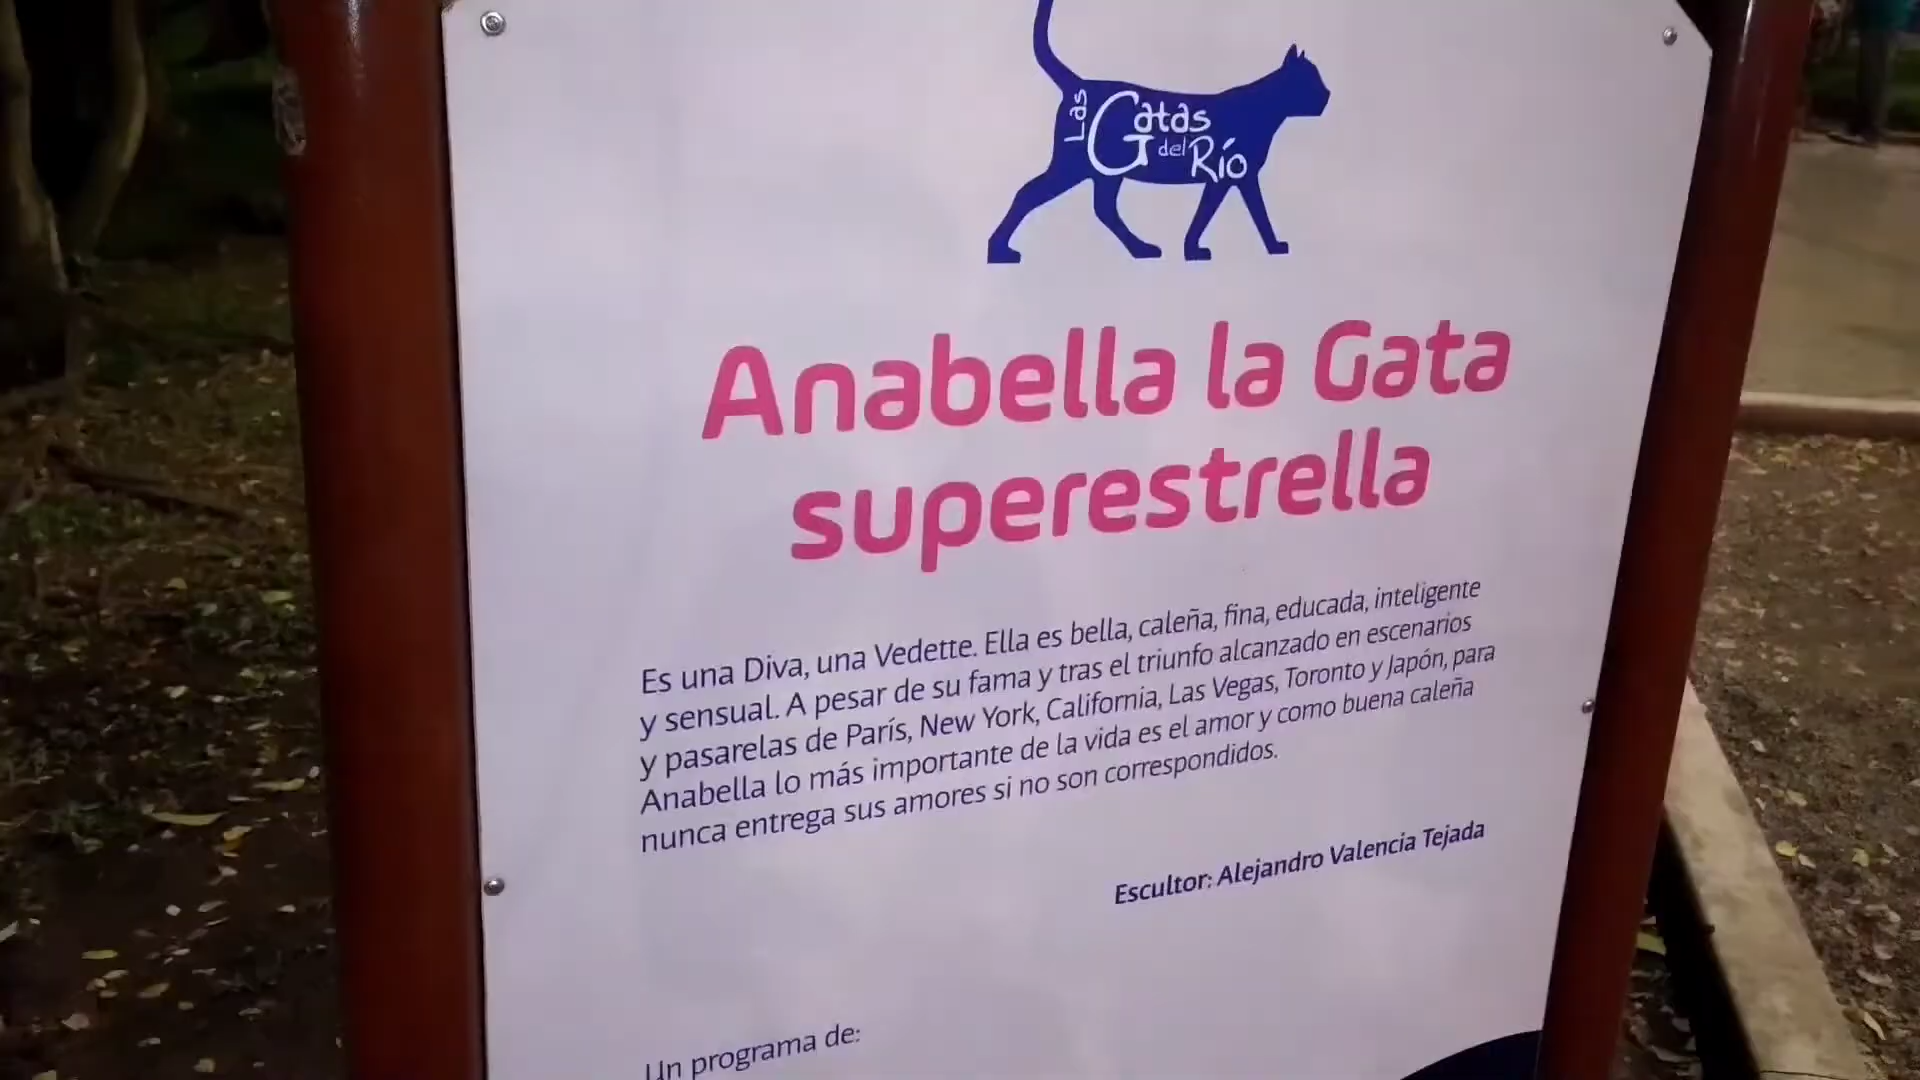 Las Gatas
del Río
Anabella la Gata
superestrella
Es una Diva, una Vedette. Ella es bella, caleña, fina, educada, inteligente
y sensual. A pesar de su fama y tras el triunfo alcanzado en escenarios
y pasarelas de París, New York, California, Las Vegas, Toronto y Japón, para
Anabella lo más importante de la vida es el amor y como buena caleña
nunca entrega sus amores si no son correspondidos.
Escultor: Alejandro Valencia Tejada
Un programa de: